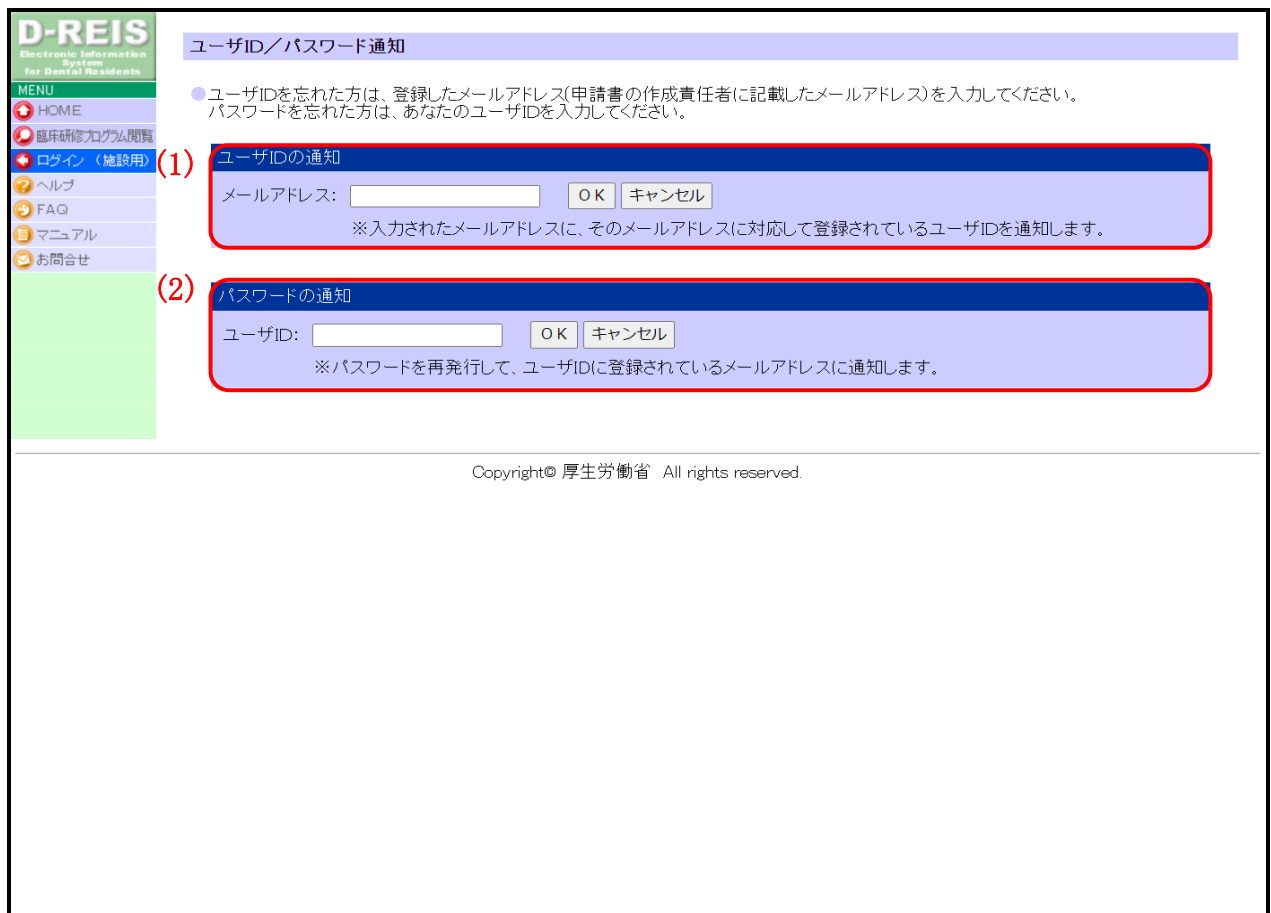 D-REIS
Electronic Information
System
for Dental Residents
MENU
HOME
臨床研修プログラム閲覧
ログイン （施設用）
ヘルプ
FAQ
マニュアル
お問合せ
ユーザID／パスワード通知
ユーザIDを忘れた方は、登録したメールアドレス(申請書の作成責任者に記載したメールアドレス)を入力してください。
パスワードを忘れた方は、あなたのユーザIDを入力してください。
(1)
ユーザIDの通知
メールアドレス: ＯＫ キャンセル
※入力されたメールアドレスに、そのメールアドレスに対応して登録されているユーザIDを通知します。
(2)
パスワードの通知
ユーザID: ＯＫ キャンセル
※パスワードを再発行して、ユーザIDに登録されているメールアドレスに通知します。
Copyright© 厚生労働省 All rights reserved.